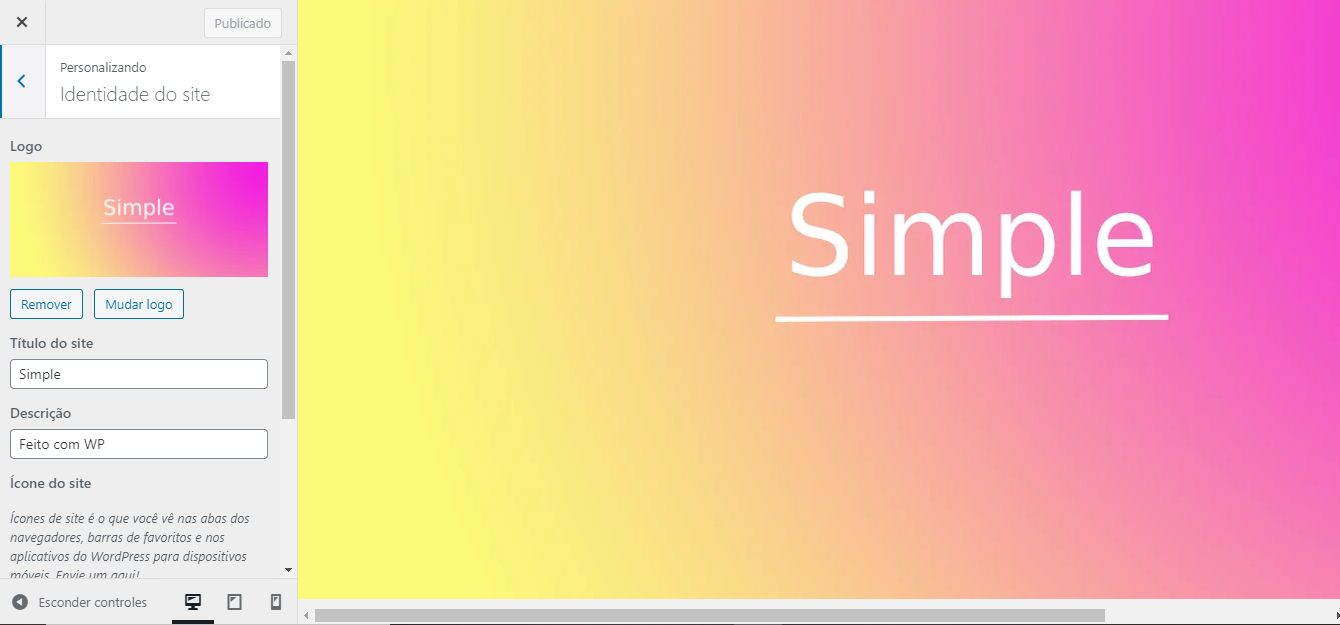 Publicado
Personalizando
Identidade do site
Logo
Simple
Remover
Mudar logo
Título do site
Simple
Descrição
Feito com WP
Ícone do site
Ícones de site é o que você vê nas abas dos
navegadores, barras de favoritos e nos
aplicativos do WordPress para dispositivos
móveis. Envie um aqui!
Esconder controles
Simple